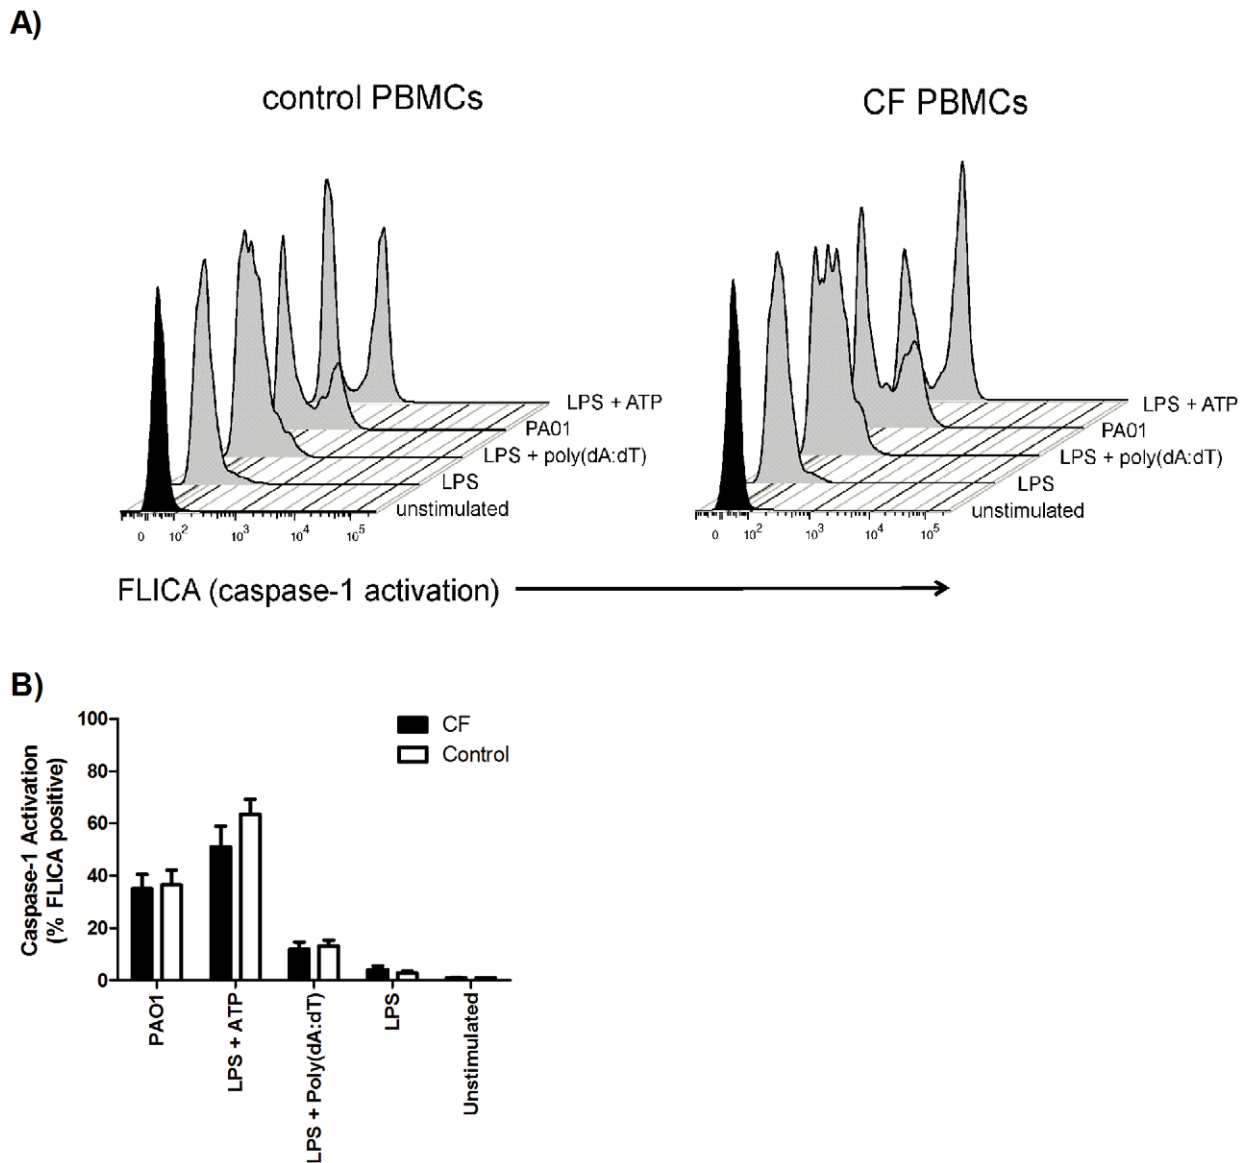 A)
control PBMCs
CF PBMCs
LPS + ATP
PA01
LPS + poly(dA:dT)
LPS
unstimulated
0 10² 10³ 10⁴ 10⁵
LPS + ATP
PA01
LPS + poly(dA:dT)
LPS
unstimulated
0 10² 10³ 10⁴ 10⁵
FLICA (caspase-1 activation)
B)
Caspase-1 Activation
(% FLICA positive)
100
80
60
40
20
0
CF
Control
PAO1
LPS + ATP
LPS + Poly(dA:dT)
LPS
Unstimulated